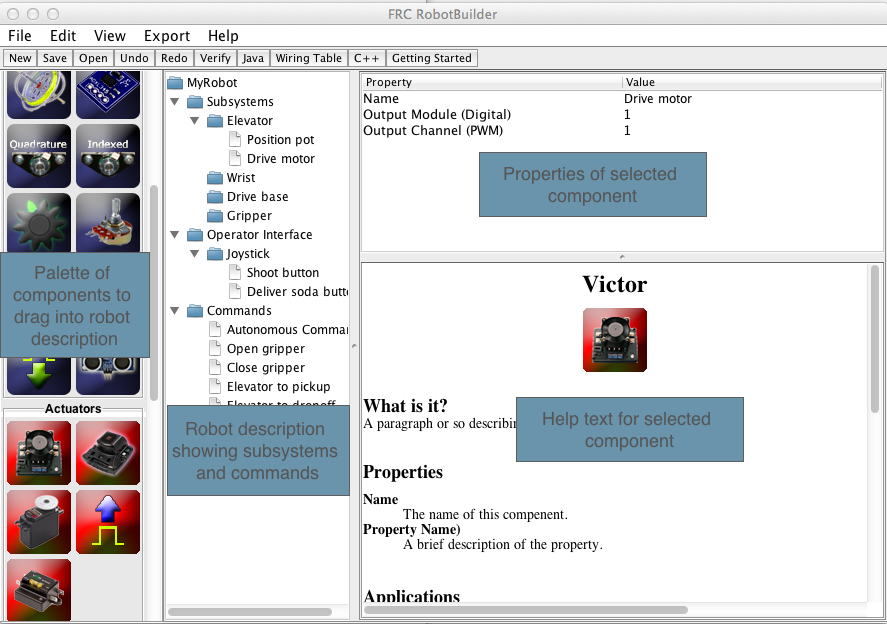 FRC RobotBuilder
File Edit View Export Help
New Save Open Undo Redo Verify Java Wiring Table C++ Getting Started
Quadrature
Indexed
Palette of
components to
drag into robot
description
Actuators
MyRobot
Subsystems
Elevator
Position pot
Drive motor
Wrist
Drive base
Gripper
Operator Interface
Joystick
Shoot button
Deliver soda butto
Commands
Autonomous Comman
Open gripper
Close gripper
Elevator to pickup
Elevator to dropoff
Robot description
showing subsystems
and commands
Property Value
Name Drive motor
Output Module (Digital) 1
Output Channel (PWM) 1
Properties of selected
component
Victor
What is it?
A paragraph or so describin
Help text for selected
component
Properties
Name
The name of this compenent.
Property Name)
A brief description of the property.
Applications